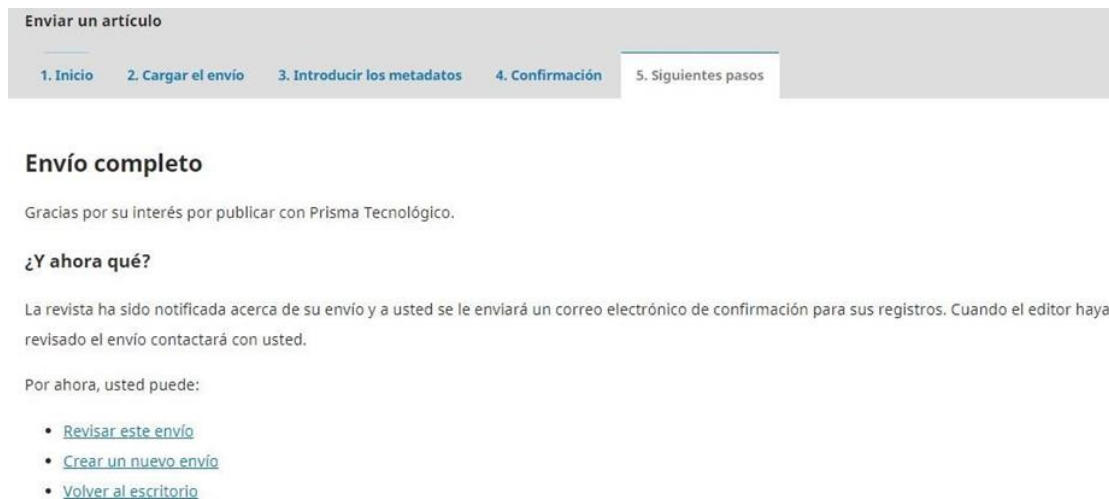 Enviar un artículo
1. Inicio 2. Cargar el envío 3. Introducir los metadatos 4. Confirmación 5. Siguientes pasos
Envío completo
Gracias por su interés por publicar con Prisma Tecnológico.
¿Y ahora qué?
La revista ha sido notificada acerca de su envío y a usted se le enviará un correo electrónico de confirmación para sus registros. Cuando el editor haya
revisado el envío contactará con usted.
Por ahora, usted puede:
• Revisar este envío
• Crear un nuevo envío
• Volver al escritorio